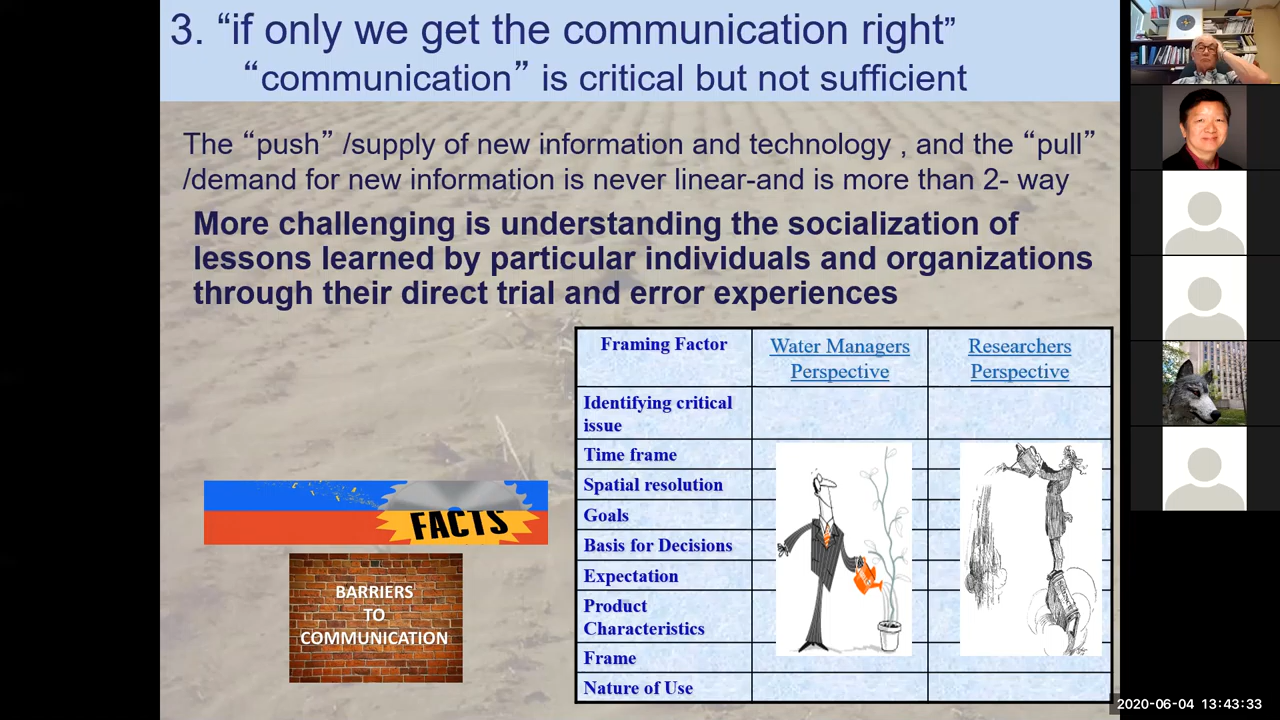 3. “if only we get the communication right”
“communication” is critical but not sufficient
The “push” /supply of new information and technology , and the “pull”
/demand for new information is never linear-and is more than 2- way
More challenging is understanding the socialization of
lessons learned by particular individuals and organizations
through their direct trial and error experiences
Framing Factor
Water Managers
Perspective
Researchers
Perspective
Identifying critical
issue
Time frame
Spatial resolution
Goals
Basis for Decisions
Expectation
Product
Characteristics
Frame
Nature of Use
FACTS
BARRIERS
TO
COMMUNICATION
2020-06-04 13:43:33